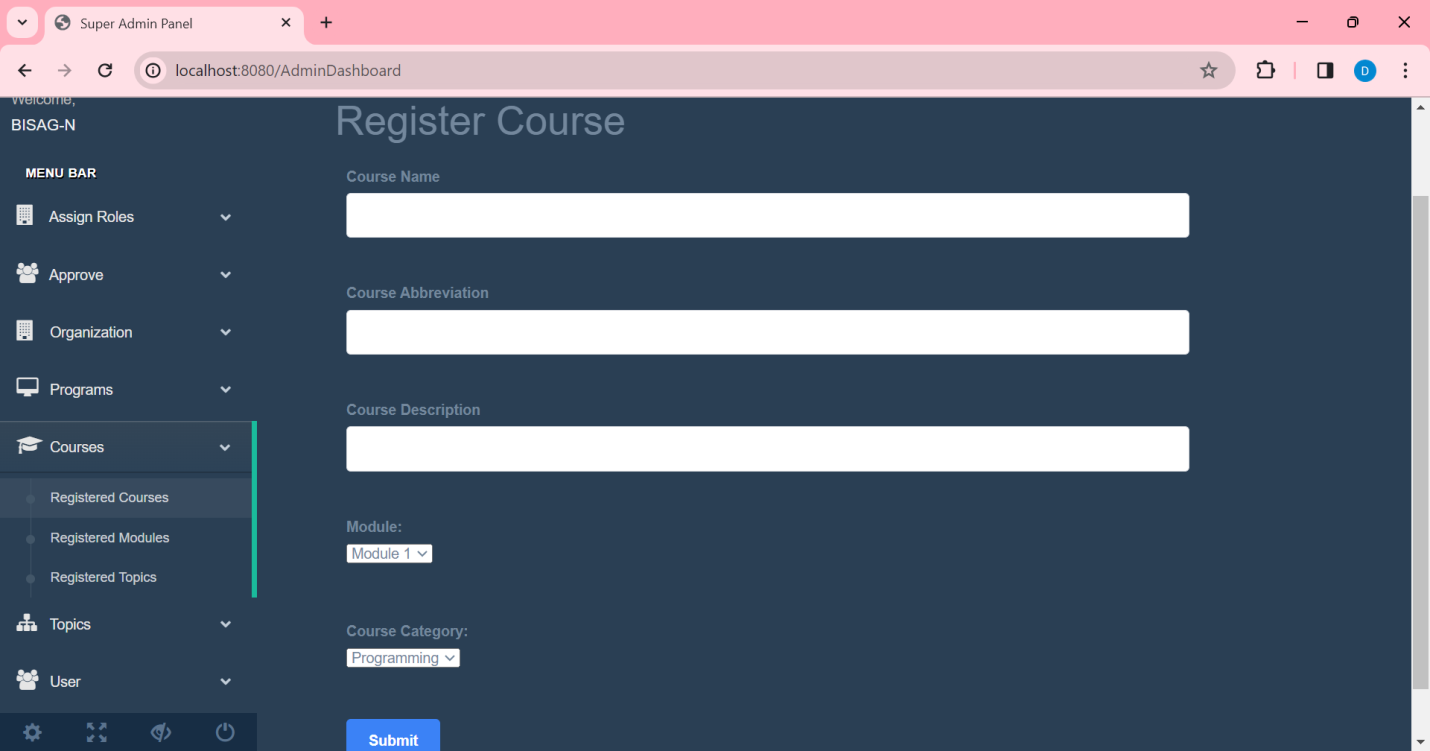 Super Admin Panel
localhost:8080/AdminDashboard
D
Welcome,
BISAG-N
MENU BAR
Assign Roles
Approve
Organization
Programs
Courses
Registered Courses
Registered Modules
Registered Topics
Topics
User
Register Course
Course Name
Course Abbreviation
Course Description
Module:
Module 1
Course Category:
Programming
Submit